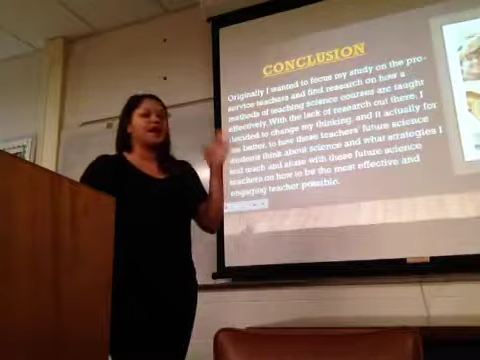 CONCLUSION
Originally I wanted to focus my study on the pre-
service teachers and find research on how a
methods of teaching science courses are taught
effectively. With the lack of research out there, I
decided to change my thinking, and it actually for
me better, to how these teachers' future science
students think about science and what strategies I
and teach and share with these future science
teachers on how to be the most effective and
engaging teacher possible.